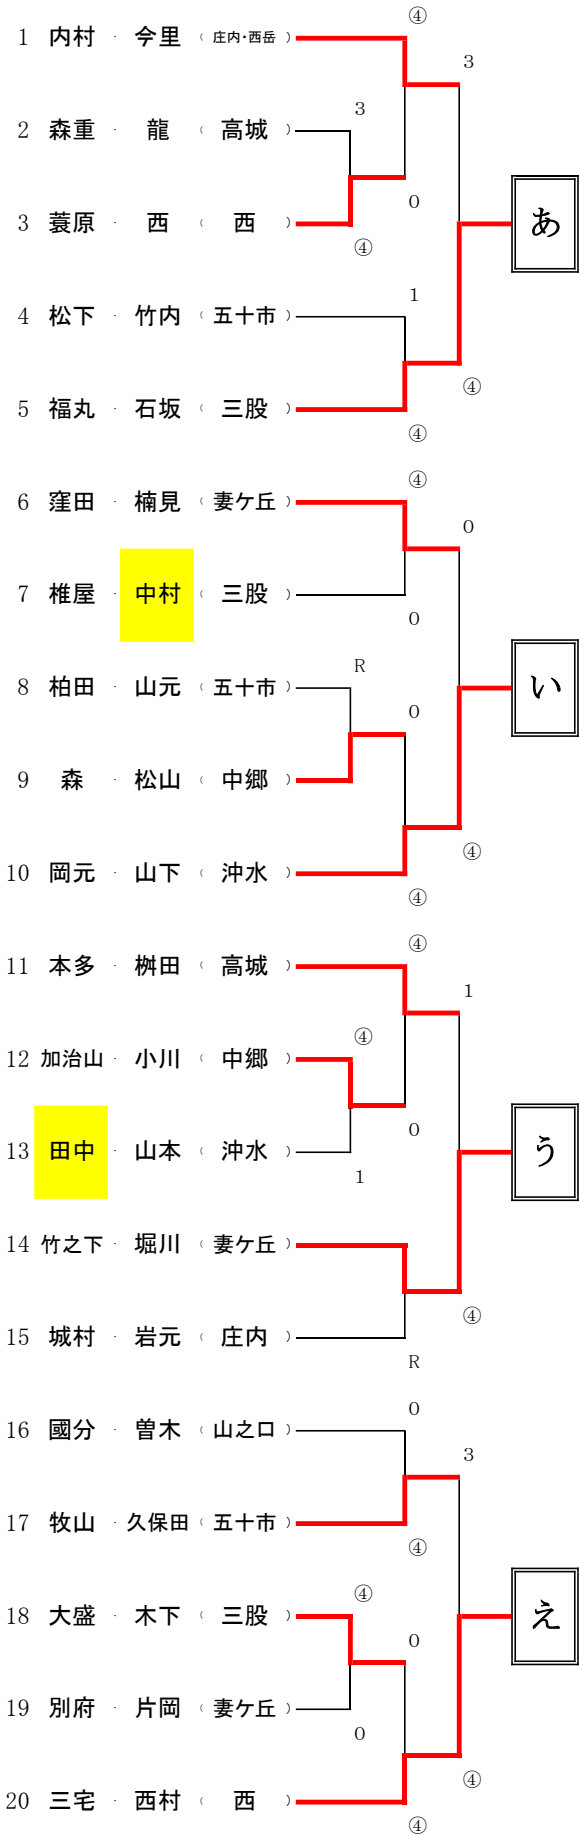 ④
1 内村 · 今里 （ 庄内・西岳 ）
3
3
2 森重 · 龍 （ 高城 ）
0
あ
3 蓑原 · 西 （ 西 ）
④
1
4 松下 · 竹内 （ 五十市 ）
④
5 福丸 · 石坂 （ 三股 ）
④
④
6 窪田 · 楠見 （ 妻ケ丘 ）
0
7 椎屋 · 中村 （ 三股 ）
0
R
8 柏田 · 山元 （ 五十市 ）
い
0
9 森 · 松山 （ 中郷 ）
④
10 岡元 · 山下 （ 沖水 ）
④
④
11 本多 · 桝田 （ 高城 ）
1
④
12 加治山 · 小川 （ 中郷 ）
0
13 田中 · 山本 （ 沖水 ）
う
1
14 竹之下 · 堀川 （ 妻ケ丘 ）
④
15 城村 · 岩元 （ 庄内 ）
R
0
16 國分 · 曽木 （ 山之口 ）
3
17 牧山 · 久保田 （ 五十市 ）
④
④
18 大盛 · 木下 （ 三股 ）
え
0
19 別府 · 片岡 （ 妻ケ丘 ）
0
④
20 三宅 · 西村 （ 西 ）
④